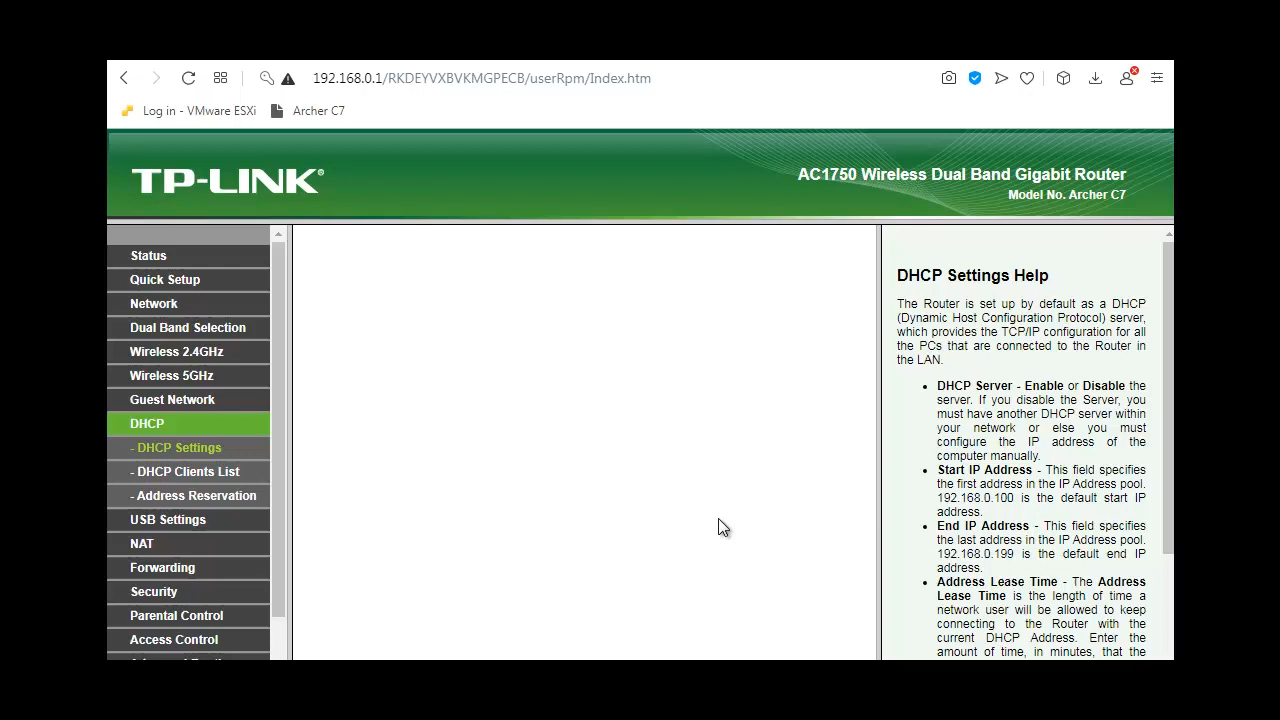 192.168.0.1/RKDEYVXBVKMGPECB/userRpm/Index.htm
Log in - VMware ESXi
Archer C7
TP-LINK®
AC1750 Wireless Dual Band Gigabit Router
Model No. Archer C7
Status
Quick Setup
Network
Dual Band Selection
Wireless 2.4GHz
Wireless 5GHz
Guest Network
DHCP
- DHCP Settings
- DHCP Clients List
- Address Reservation
USB Settings
NAT
Forwarding
Security
Parental Control
Access Control
DHCP Settings Help
The Router is set up by default as a DHCP
(Dynamic Host Configuration Protocol) server,
which provides the TCP/IP configuration for all
the PCs that are connected to the Router in
the LAN.
• DHCP Server - Enable or Disable the
server. If you disable the Server, you
must have another DHCP server within
your network or else you must
configure the IP address of the
computer manually.
• Start IP Address - This field specifies
the first address in the IP Address pool.
192.168.0.100 is the default start IP
address.
• End IP Address - This field specifies
the last address in the IP Address pool.
192.168.0.199 is the default end IP
address.
• Address Lease Time - The Address
Lease Time is the length of time a
network user will be allowed to keep
connecting to the Router with the
current DHCP Address. Enter the
amount of time, in minutes, that the